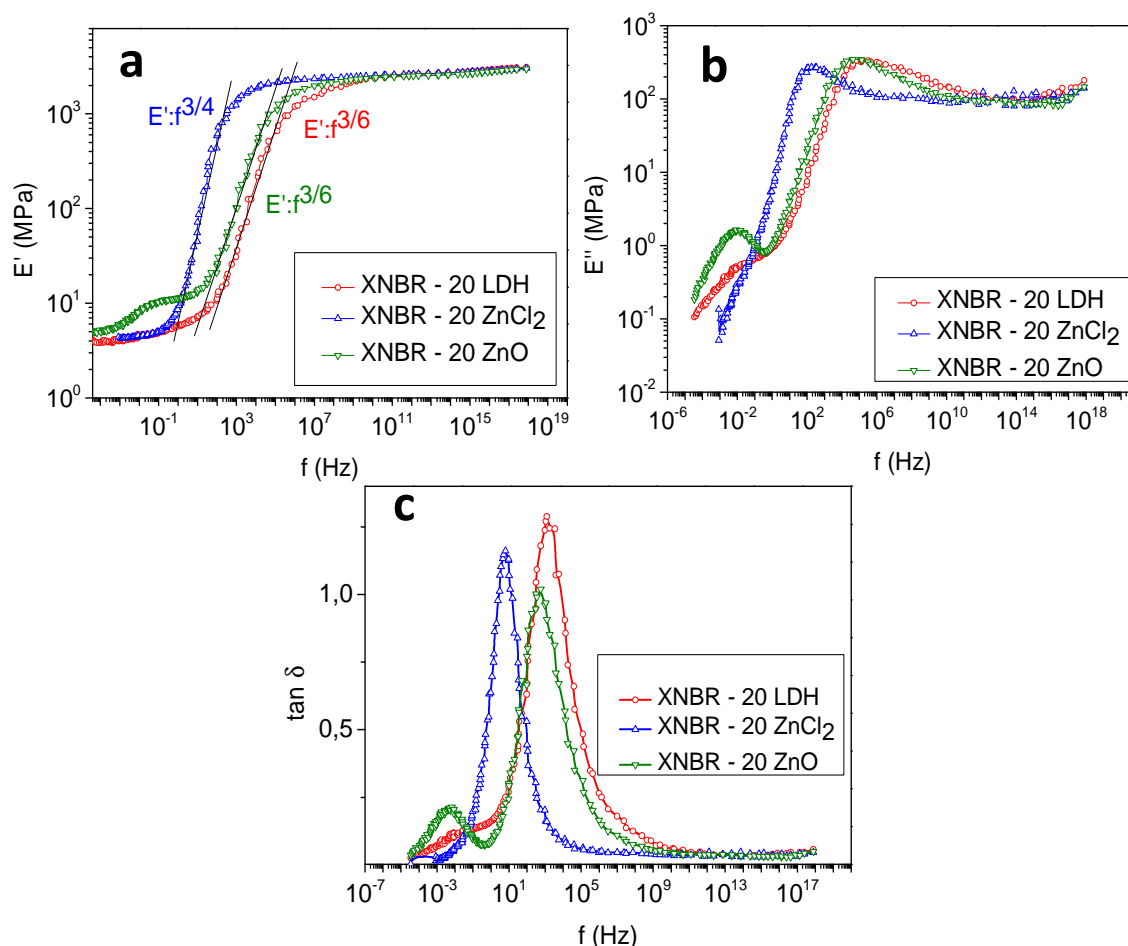 a
E':f3/4
E':f3/6
E':f3/6
E' (MPa)
10^3
10^2
10^1
10^0
XNBR - 20 LDH
XNBR - 20 ZnCl2
XNBR - 20 ZnO
10^-1 10^3 10^7 10^11 10^15 10^19
f (Hz)
b
E'' (MPa)
10^3
10^2
10^1
10^0
10^-1
10^-2
XNBR - 20 LDH
XNBR - 20 ZnCl2
XNBR - 20 ZnO
10^-6 10^-2 10^2 10^6 10^10 10^14 10^18
f (Hz)
c
tan δ
1,0
0,5
XNBR - 20 LDH
XNBR - 20 ZnCl2
XNBR - 20 ZnO
10^-7 10^-3 10^1 10^5 10^9 10^13 10^17
f (Hz)